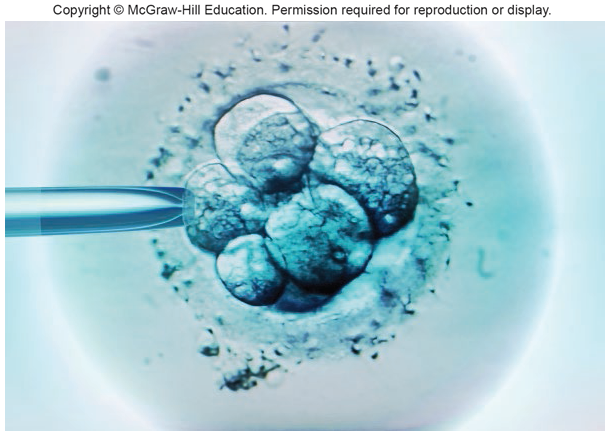 Copyright © McGraw-Hill Education. Permission required for reproduction or display.